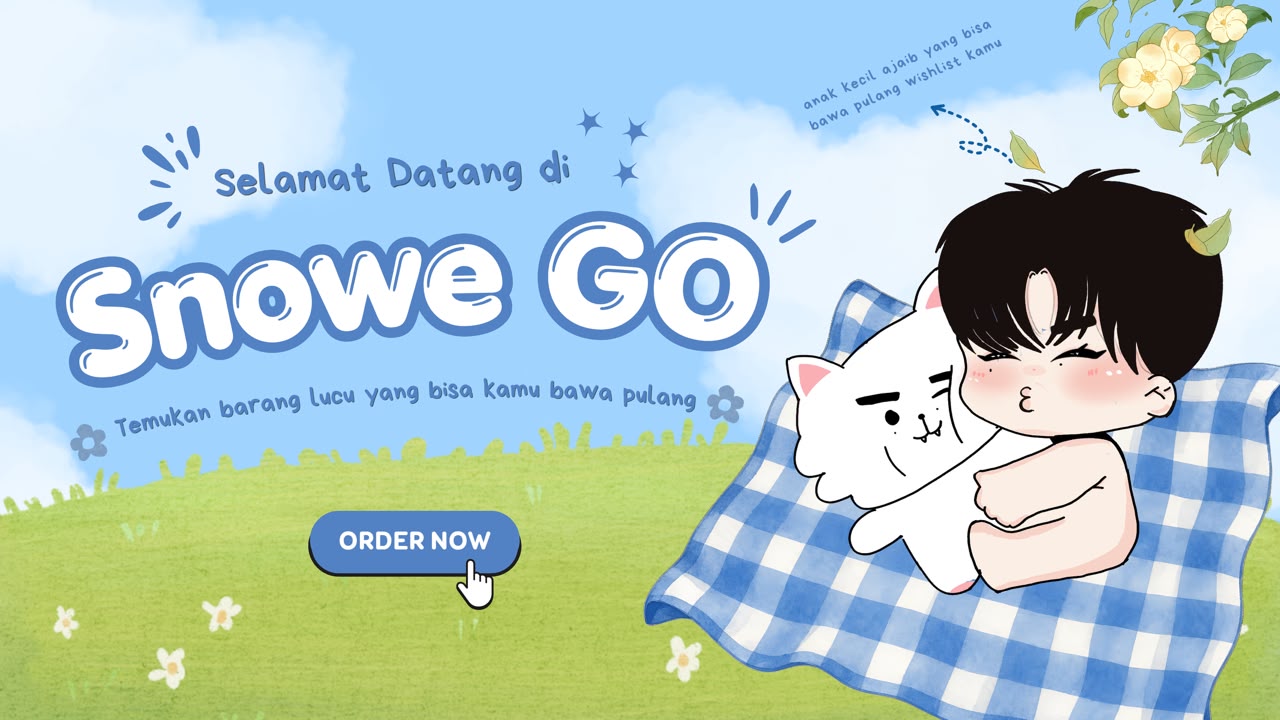 anak kecil ajaib yang bisa
bawa pulang wishlist kamu
Selamat Datang di
Snowe GO
Temukan barang lucu yang bisa kamu bawa pulang
ORDER NOW